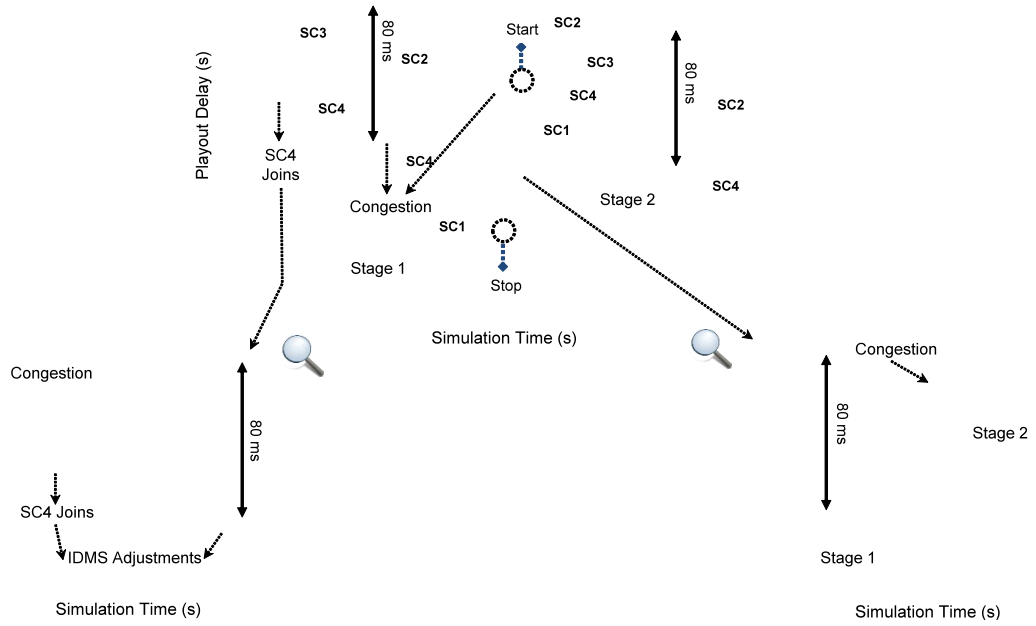 SC2
Start
SC3
80 ms
SC2
SC3
80 ms
Playout Delay (s)
SC4
SC2
SC4
SC1
SC4
Joins
SC4
SC4
Stage 2
Congestion
SC1
Stage 1
Stop
Simulation Time (s)
Congestion
Congestion
80 ms
80 ms
Stage 2
SC4 Joins
IDMS Adjustments
Stage 1
Simulation Time (s)
Simulation Time (s)